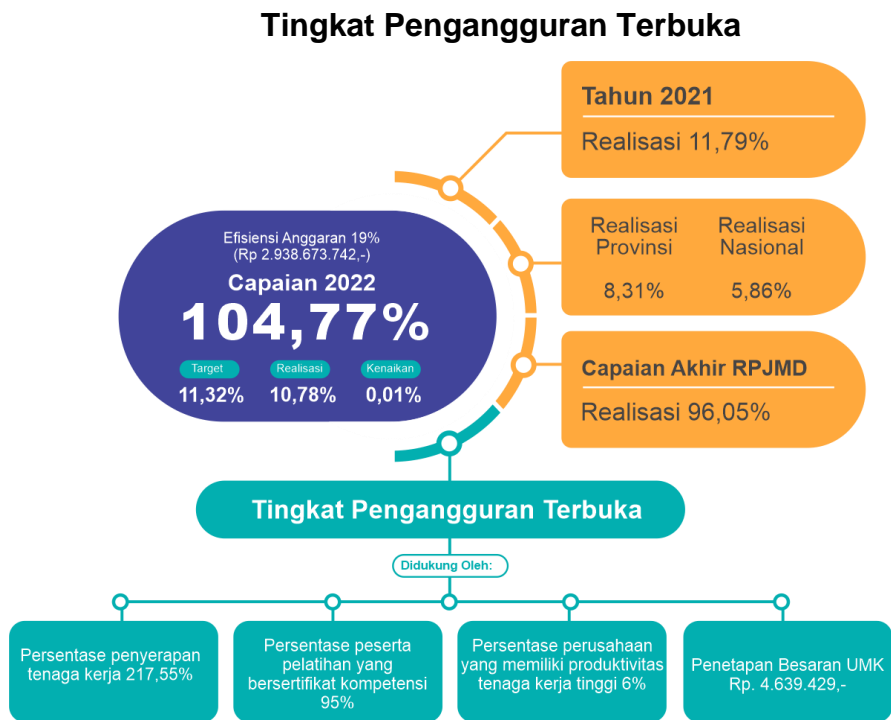 Tingkat Pengangguran Terbuka
Tahun 2021
Realisasi 11,79%
Realisasi
Provinsi
8,31%
Realisasi
Nasional
5,86%
Capaian Akhir RPJMD
Realisasi 96,05%
Efisiensi Anggaran 19%
(Rp 2.938.673.742,-)
Capaian 2022
104,77%
Target
11,32%
Realisasi
10,78%
Kenaikan
0,01%
Tingkat Pengangguran Terbuka
Didukung Oleh:
Persentase penyerapan
tenaga kerja 217,55%
Persentase peserta
pelatihan yang
bersertifikat kompetensi
95%
Persentase perusahaan
yang memiliki produktivitas
tenaga kerja tinggi 6%
Penetapan Besaran UMK
Rp. 4.639.429,-